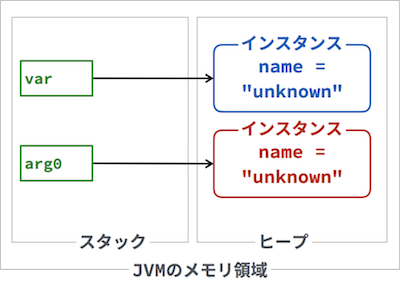 インスタンス
name =
"unknown"
var
インスタンス
name =
"unknown"
arg0
スタック
ヒープ
JVMのメモリ領域